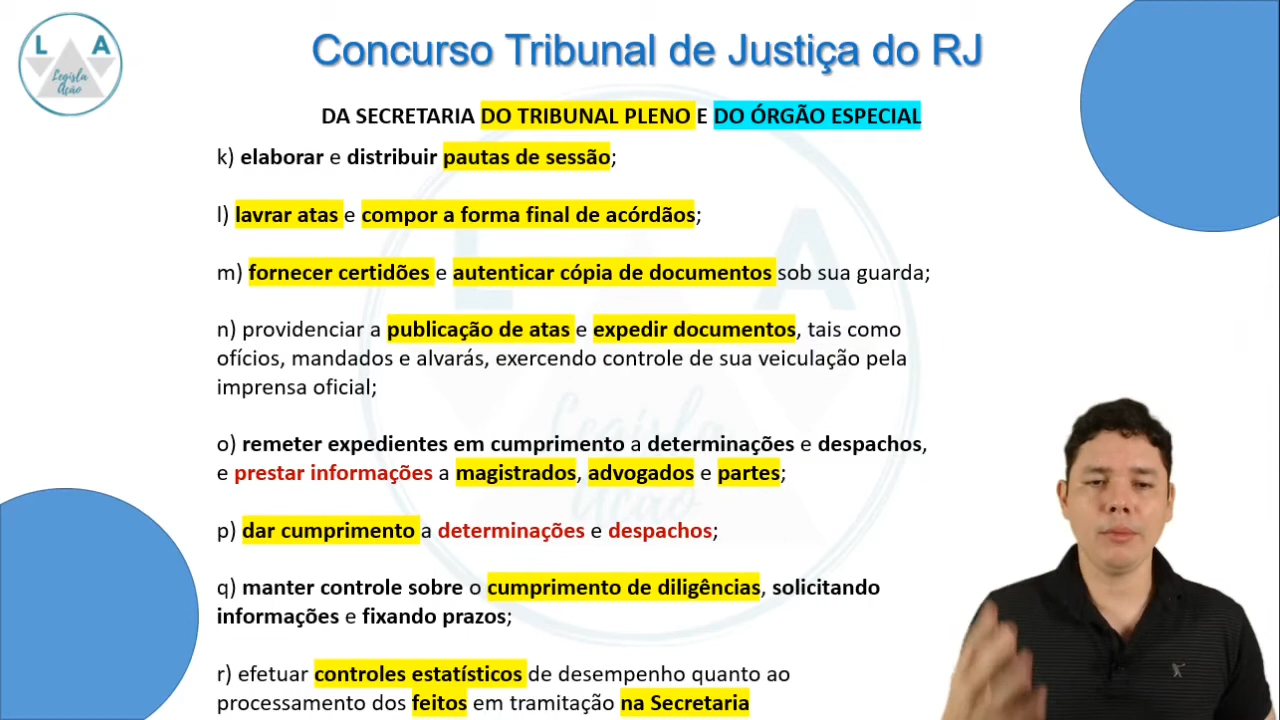 L A
Legisla
Ação
Concurso Tribunal de Justiça do RJ
DA SECRETARIA DO TRIBUNAL PLENO E DO ÓRGÃO ESPECIAL
k) elaborar e distribuir pautas de sessão;
l) lavrar atas e compor a forma final de acórdãos;
m) fornecer certidões e autenticar cópia de documentos sob sua guarda;
n) providenciar a publicação de atas e expedir documentos, tais como
ofícios, mandados e alvarás, exercendo controle de sua veiculação pela
imprensa oficial;
o) remeter expedientes em cumprimento a determinações e despachos,
e prestar informações a magistrados, advogados e partes;
p) dar cumprimento a determinações e despachos;
q) manter controle sobre o cumprimento de diligências, solicitando
informações e fixando prazos;
r) efetuar controles estatísticos de desempenho quanto ao
processamento dos feitos em tramitação na Secretaria
L A
Legisla
Ação